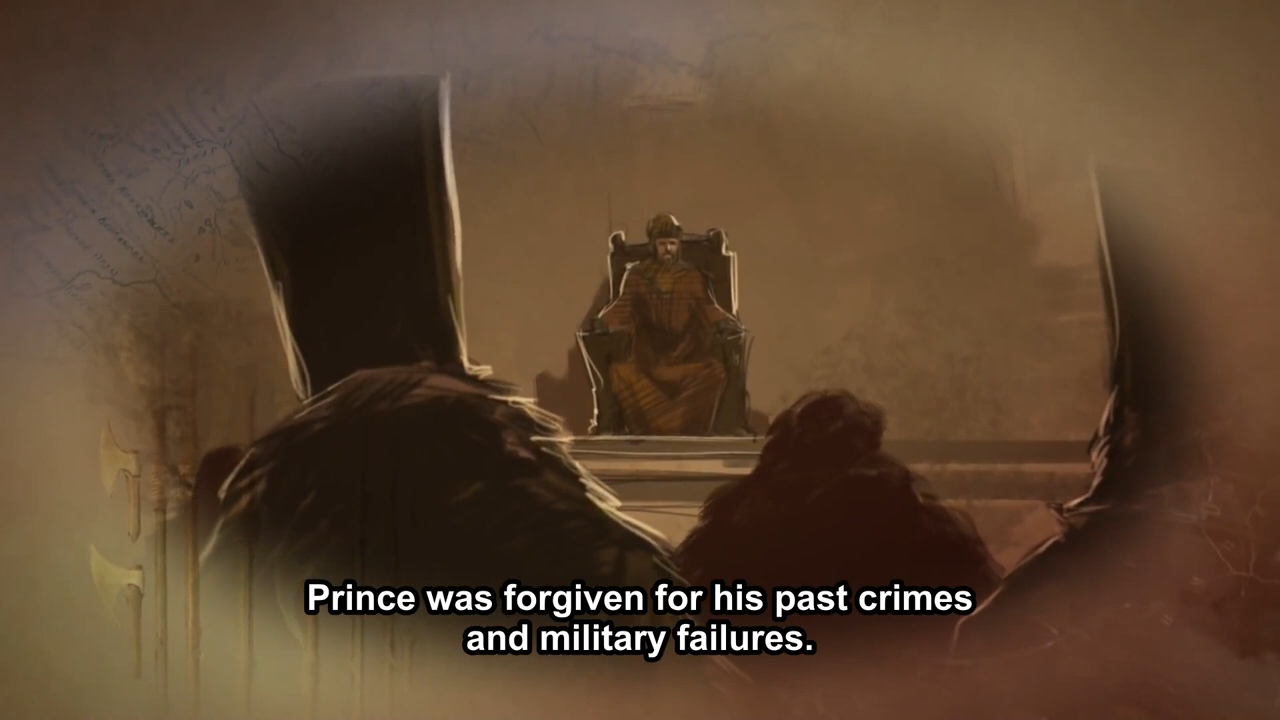 Prince was forgiven for his past crimes
and military failures.